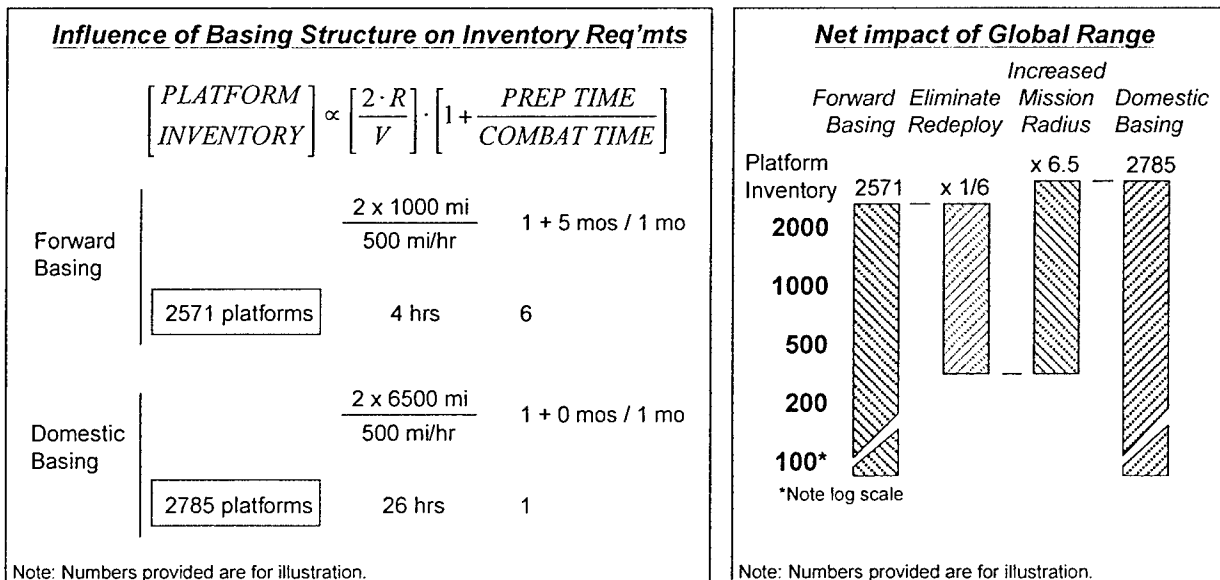 Influence of Basing Structure on Inventory Req'mts
[PLATFORM INVENTORY] ∝ [2 · R / V] · [1 + PREP TIME / COMBAT TIME]
Forward
Basing
2 x 1000 mi
500 mi/hr
1 + 5 mos / 1 mo
2571 platforms
4 hrs
6
Domestic
Basing
2 x 6500 mi
500 mi/hr
1 + 0 mos / 1 mo
2785 platforms
26 hrs
1
Note: Numbers provided are for illustration.
Net impact of Global Range
Forward
Basing
Eliminate
Redeploy
Increased
Mission
Radius
Domestic
Basing
Platform
Inventory
2571
x 1/6
x 6.5
2785
2000
1000
500
200
100*
*Note log scale
Note: Numbers provided are for illustration.